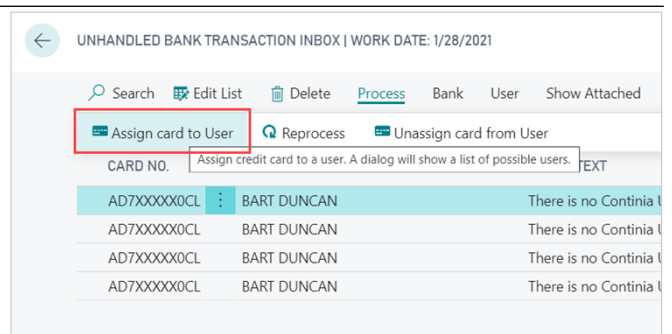 UNHANDLED BANK TRANSACTION INBOX | WORK DATE: 1/28/2021
Search Edit List Delete Process Bank User Show Attached
Assign card to User Reprocess Unassign card from User
Assign credit card to a user. A dialog will show a list of possible users.
CARD NO. TEXT
AD7XXXXX0CL BART DUNCAN There is no Continia
AD7XXXXX0CL BART DUNCAN There is no Continia
AD7XXXXX0CL BART DUNCAN There is no Continia
AD7XXXXX0CL BART DUNCAN There is no Continia